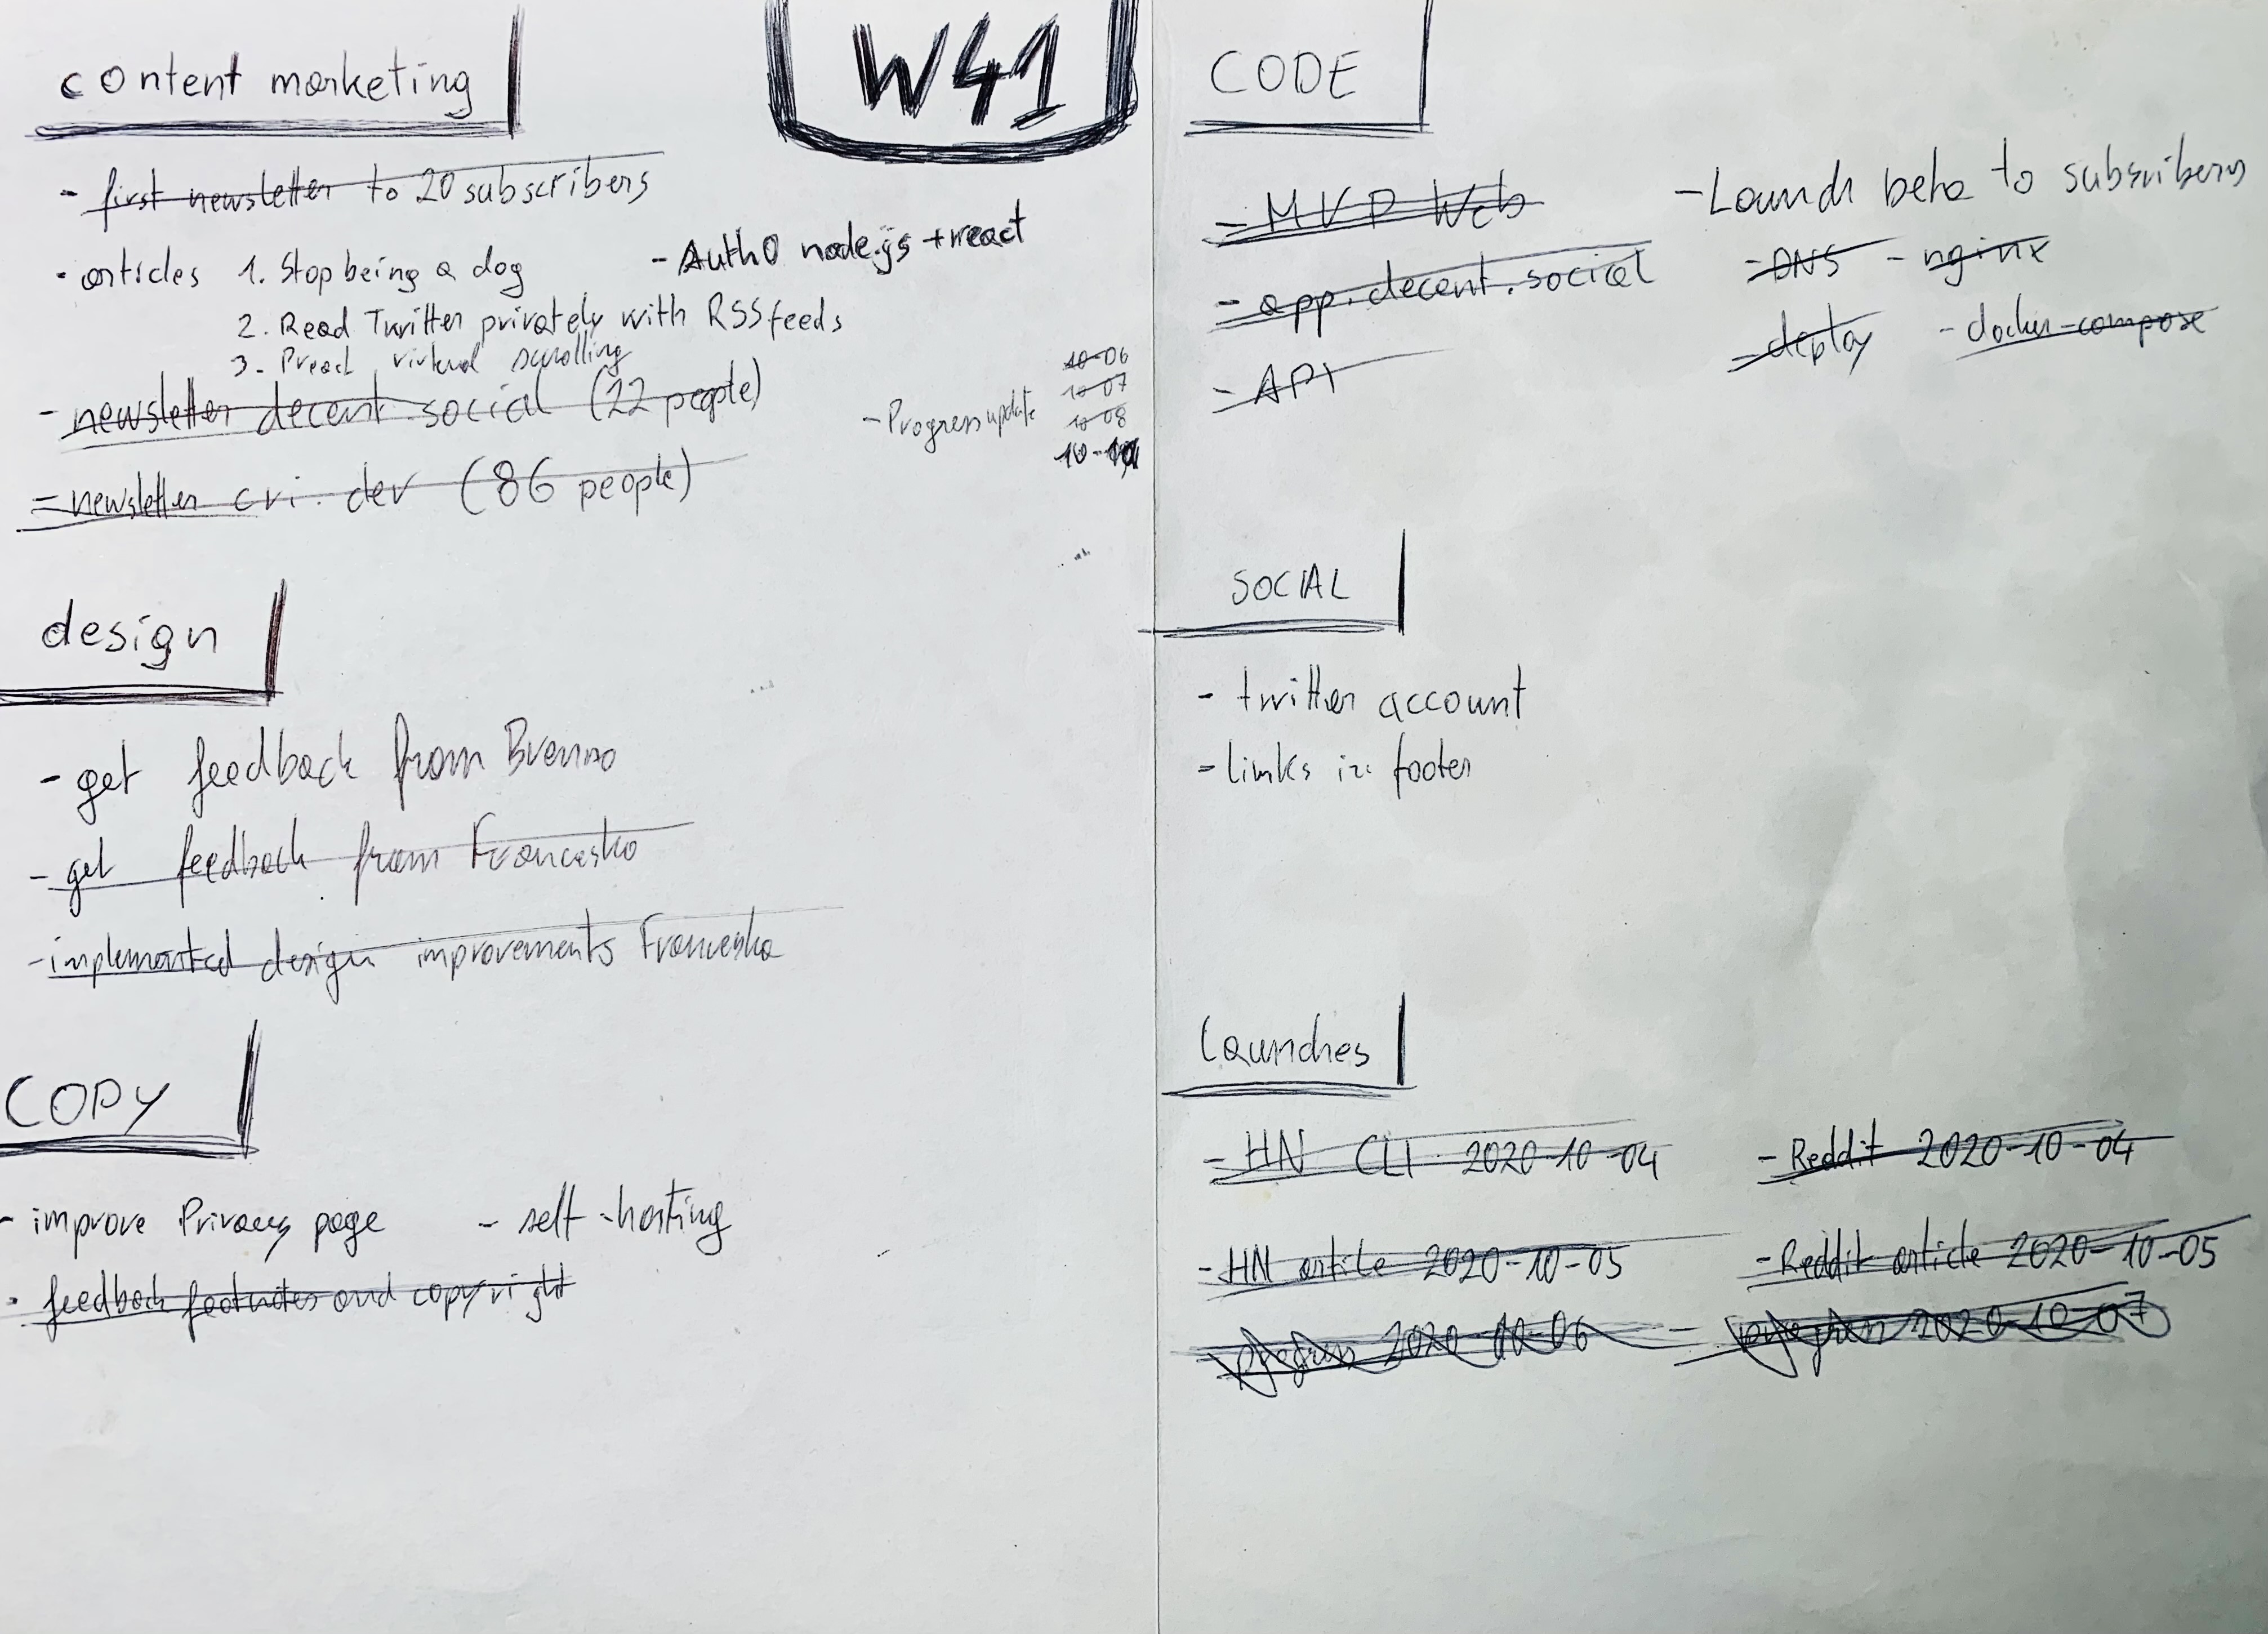 W41
content marketing
- first newsletter to 20 subscribers
- articles 1. Stop being a dog
- Auth0 node.js + react
2. Read Twitter privately with RSS feeds
3. Preact virtual scrolling
- newsletter decent.social (22 people)
- Progress update
10-06
10-07
10-08
- newsletter cri.dev (86 people)
design
- get feedback from Brenno
- get feedback from Francesko
- implemented design improvements Francesko
COPY
- improve Privacy page
- self-hosting
- feedback footnotes and copyright
CODE
- MVP Web
- app.decent.social
- API
- Launch beta to subscribers
- DNS - nginx
- deploy - docker-compose
SOCIAL
- twitter account
- links in footer
Launches
- HN CLI 2020-10-04
- Reddit 2020-10-04
- HN article 2020-10-05
- Reddit article 2020-10-05
- progress 2020-10-06
- progress 2020-10-07